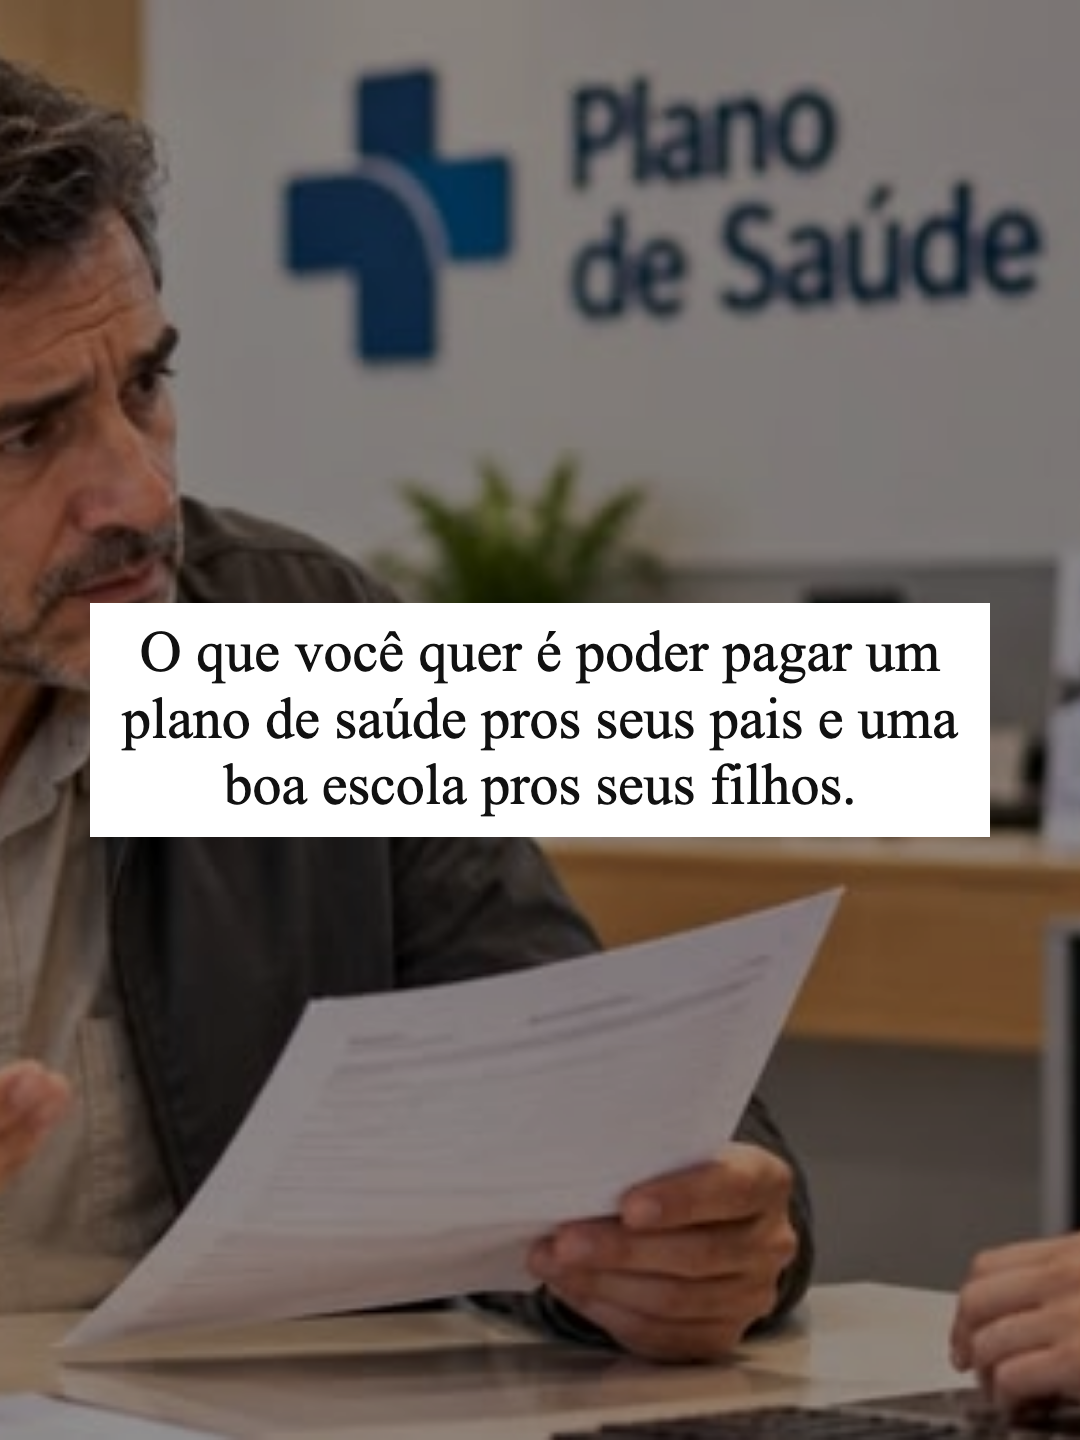 Plano
de Saúde
O que você quer é poder pagar um
plano de saúde pros seus pais e uma
boa escola pros seus filhos.